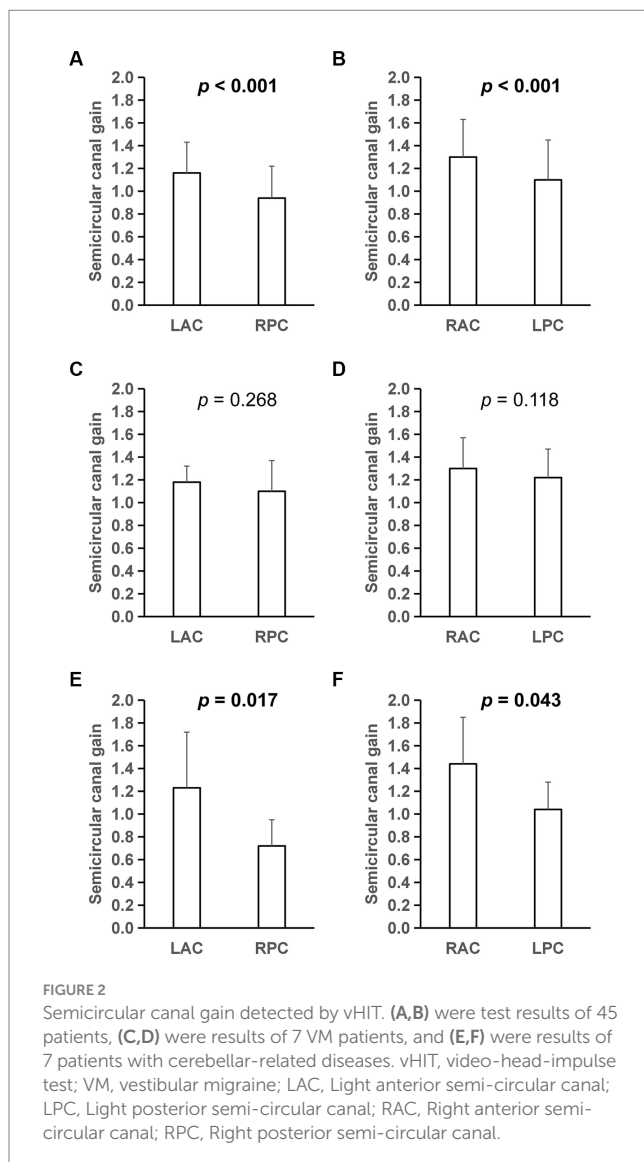 A
B
p < 0.001
p < 0.001
Semicircular canal gain
2.0
1.8
1.6
1.4
1.2
1.0
0.8
0.6
0.4
0.2
0.0
LAC RPC
Semicircular canal gain
2.0
1.8
1.6
1.4
1.2
1.0
0.8
0.6
0.4
0.2
0.0
RAC LPC
C
D
p = 0.268
p = 0.118
Semicircular canal gain
2.0
1.8
1.6
1.4
1.2
1.0
0.8
0.6
0.4
0.2
0.0
LAC RPC
Semicircular canal gain
2.0
1.8
1.6
1.4
1.2
1.0
0.8
0.6
0.4
0.2
0.0
RAC LPC
E
F
p = 0.017
p = 0.043
Semicircular canal gain
2.0
1.8
1.6
1.4
1.2
1.0
0.8
0.6
0.4
0.2
0.0
LAC RPC
Semicircular canal gain
2.0
1.8
1.6
1.4
1.2
1.0
0.8
0.6
0.4
0.2
0.0
RAC LPC
FIGURE 2
Semicircular canal gain detected by vHIT. (A,B) were test results of 45
patients, (C,D) were results of 7 VM patients, and (E,F) were results of
7 patients with cerebellar-related diseases. vHIT, video-head-impulse
test; VM, vestibular migraine; LAC, Light anterior semi-circular canal;
LPC, Light posterior semi-circular canal; RAC, Right anterior semi-
circular canal; RPC, Right posterior semi-circular canal.